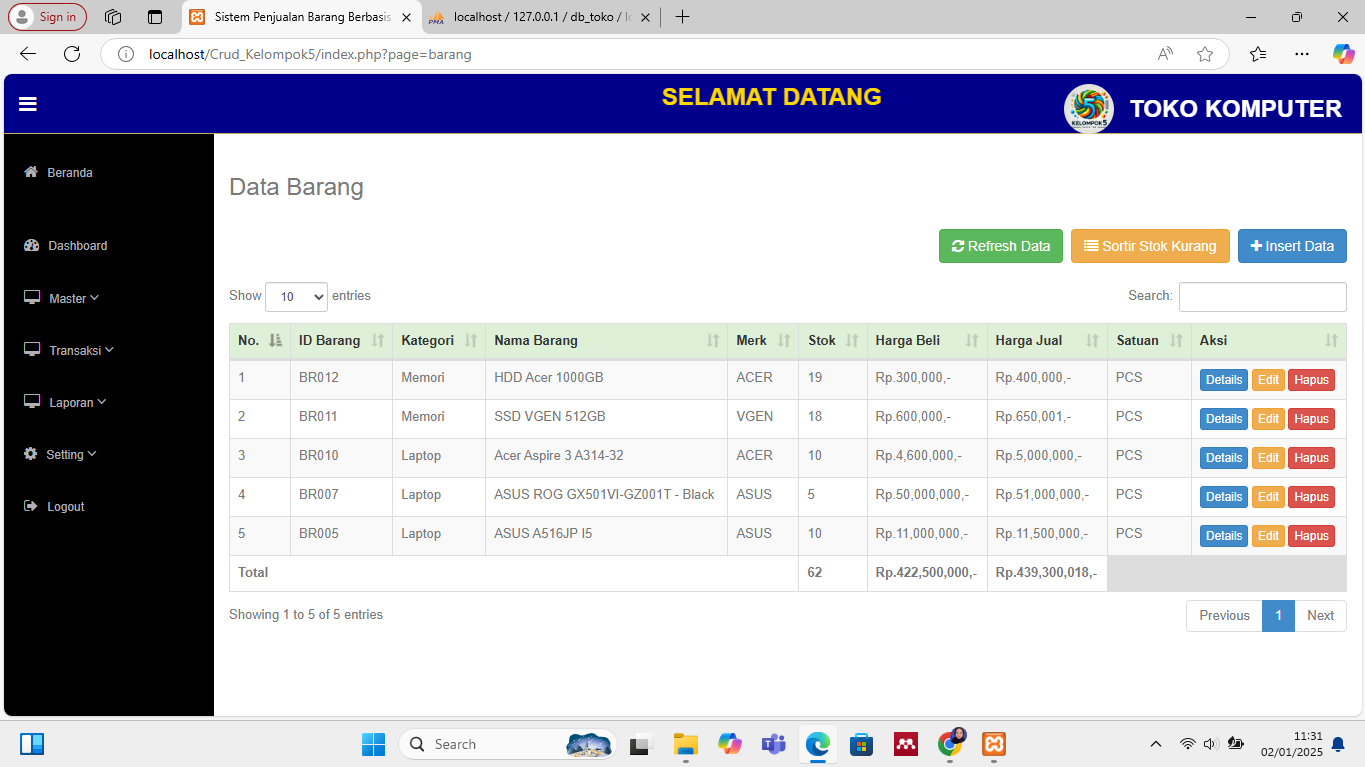 Sign in
Sistem Penjualan Barang Berbasis
PMA
localhost / 127.0.0.1 / db_toko /
localhost/Crud_Kelompok5/index.php?page=barang
SELAMAT DATANG
KELOMPOK 5
TOKO KOMPUTER
Beranda
Dashboard
Master
Transaksi
Laporan
Setting
Logout
Data Barang
Refresh Data Sortir Stok Kurang Insert Data
Show 10 entries Search:
No. ID Barang Kategori Nama Barang Merk Stok Harga Beli Harga Jual Satuan Aksi
1 BR012 Memori HDD Acer 1000GB ACER 19 Rp.300,000,- Rp.400,000,- PCS Details Edit Hapus
2 BR011 Memori SSD VGEN 512GB VGEN 18 Rp.600,000,- Rp.650,001,- PCS Details Edit Hapus
3 BR010 Laptop Acer Aspire 3 A314-32 ACER 10 Rp.4,600,000,- Rp.5,000,000,- PCS Details Edit Hapus
4 BR007 Laptop ASUS ROG GX501VI-GZ001T - Black ASUS 5 Rp.50,000,000,- Rp.51,000,000,- PCS Details Edit Hapus
5 BR005 Laptop ASUS A516JP I5 ASUS 10 Rp.11,000,000,- Rp.11,500,000,- PCS Details Edit Hapus
Total 62 Rp.422,500,000,- Rp.439,300,018,-
Showing 1 to 5 of 5 entries
Previous 1 Next
Search
11:31
02/01/2025